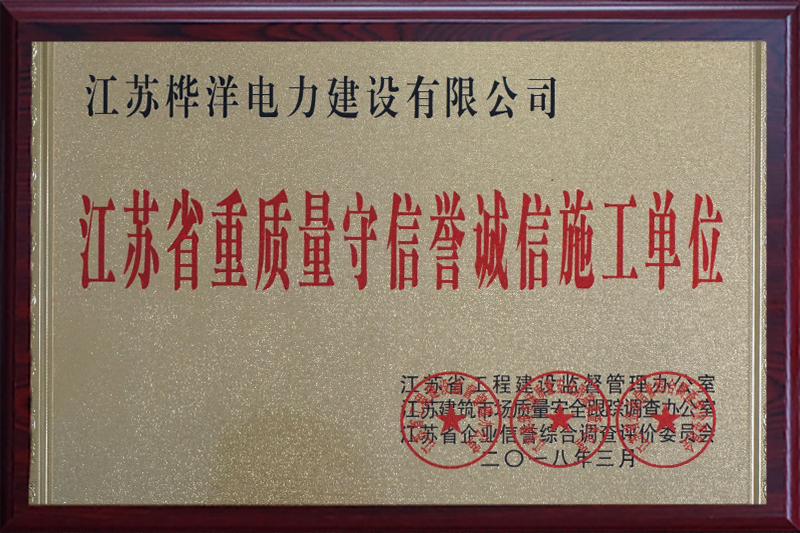 江苏桦洋电力建设有限公司
江苏省重质量守信誉诚信施工单位
江苏省工程建设监督管理办公室
江苏建筑市场质量安全跟踪调查办公室
江苏省企业信誉综合调查评价委员会
二〇一八年三月